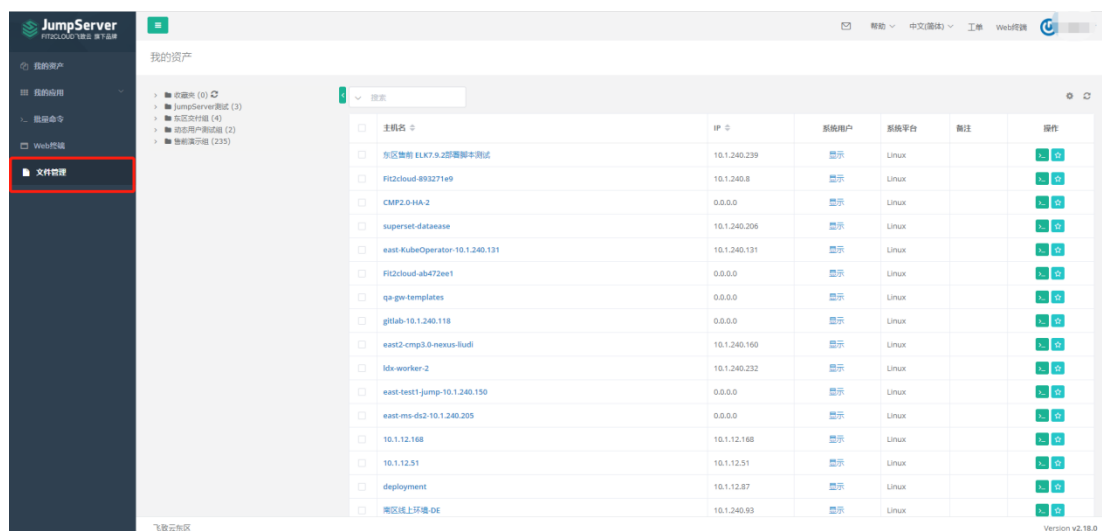 JumpServer
FIT2CLOUD飞致云 旗下品牌
帮助 中文(简体) 工单 Web终端
我的资产
我的资产
我的应用
批量命令
Web终端
文件管理
收藏夹 (0)
JumpServer测试 (3)
东区交付组 (4)
动态用户测试组 (2)
售前演示组 (235)
搜索
主机名 IP 系统用户 系统平台 备注 操作
东区售前 ELK7.9.2部署脚本测试 10.1.240.239 显示 Linux
Fit2cloud-893271e9 10.1.240.8 显示 Linux
CMP2.0-HA-2 0.0.0.0 显示 Linux
superset-dataease 10.1.240.206 显示 Linux
east-KubeOperator-10.1.240.131 10.1.240.131 显示 Linux
Fit2cloud-ab472ee1 0.0.0.0 显示 Linux
qa-gw-templates 0.0.0.0 显示 Linux
gitlab-10.1.240.118 0.0.0.0 显示 Linux
east2-cmp3.0-nexus-liudi 10.1.240.160 显示 Linux
ldx-worker-2 10.1.240.232 显示 Linux
east-test1-jump-10.1.240.150 0.0.0.0 显示 Linux
east-ms-ds2-10.1.240.205 0.0.0.0 显示 Linux
10.1.12.168 10.1.12.168 显示 Linux
10.1.12.51 10.1.12.51 显示 Linux
deployment 10.1.12.87 显示 Linux
南区线上环境-DE 10.1.240.93 显示 Linux
飞致云东区 Version v2.18.0